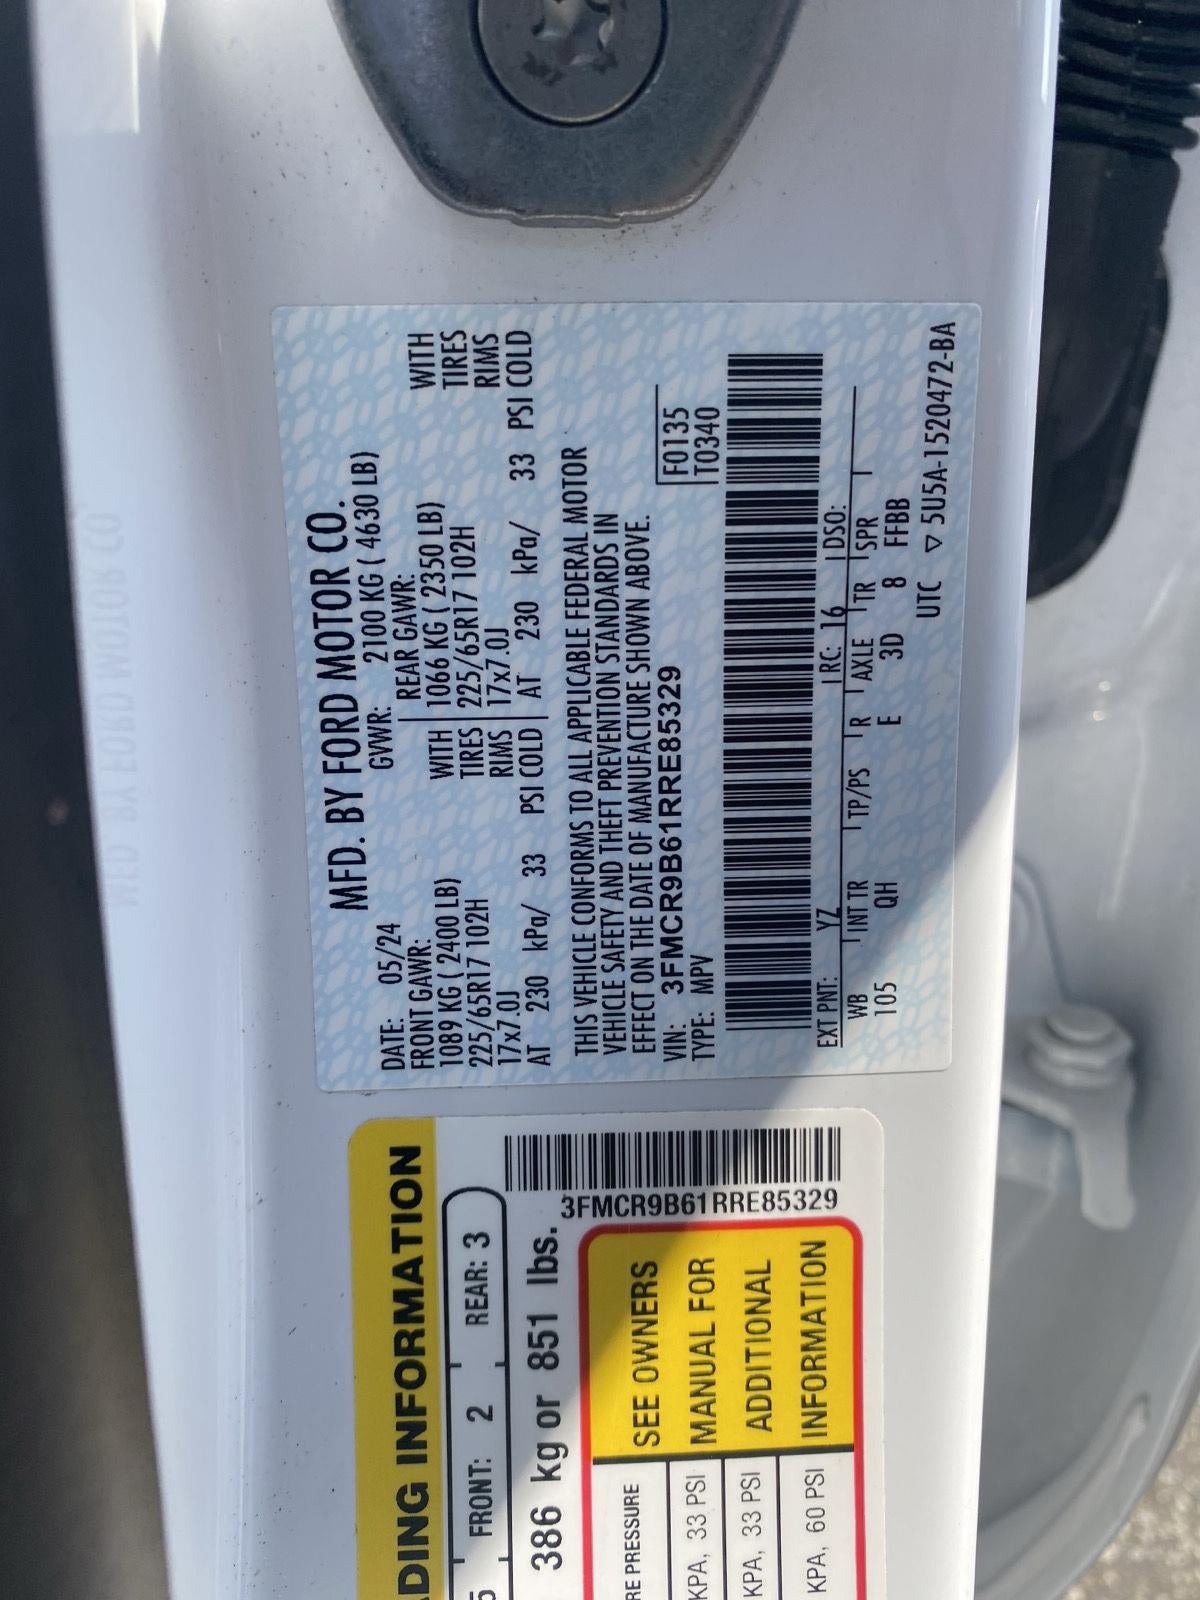 MFD. BY FORD MOTOR CO.
DATE: 05/24 GVWR: 2100 KG ( 4630 LB)
FRONT GAWR: REAR GAWR:
1089 KG ( 2400 LB) WITH 1066 KG ( 2350 LB) WITH
225/65R17 102H TIRES 225/65R17 102H TIRES
17x7.0J RIMS 17x7.0J RIMS
AT 230 kPa/ 33 PSI COLD AT 230 kPa/ 33 PSI COLD
THIS VEHICLE CONFORMS TO ALL APPLICABLE FEDERAL MOTOR
VEHICLE SAFETY AND THEFT PREVENTION STANDARDS IN
EFFECT ON THE DATE OF MANUFACTURE SHOWN ABOVE.
VIN: 3FMCR9B61RRE85329 F0135
TYPE: MPV T0340
EXT PNT: YZ RC: 16 DSO:
WB INT TR TP/PS R AXLE TR SPR
105 QH E 3D 8 FFBB
UTC ▽ 5U5A-1520472-BA
ADING INFORMATION
5 FRONT: 2 REAR: 3
386 kg or 851 lbs.
3FMCR9B61RRE85329
RE PRESSURE
KPA, 33 PSI
KPA, 33 PSI
KPA, 60 PSI
SEE OWNERS
MANUAL FOR
ADDITIONAL
INFORMATION